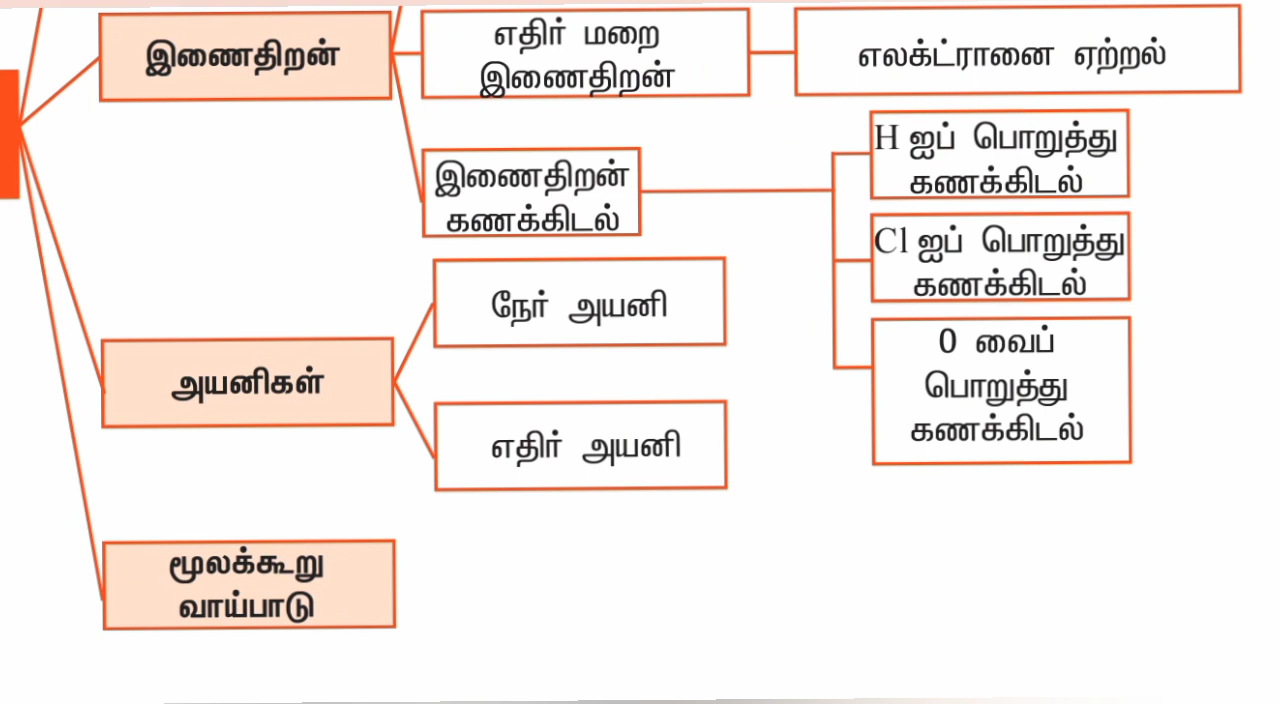 இணைதிறன்
எதிர் மறை
இணைதிறன்
எலக்ட்ரானை ஏற்றல்
இணைதிறன்
கணக்கிடல்
H ஐப் பொறுத்து
கணக்கிடல்
Cl ஐப் பொறுத்து
கணக்கிடல்
0 வைப்
பொறுத்து
கணக்கிடல்
அயனிகள்
நேர் அயனி
எதிர் அயனி
மூலக்கூறு
வாய்பாடு